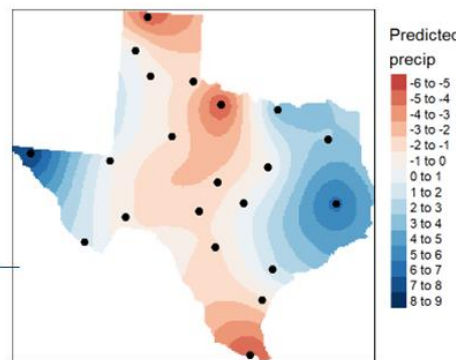 Predicted
precip
-6 to -5
-5 to -4
-4 to -3
-3 to -2
-2 to -1
-1 to 0
0 to 1
1 to 2
2 to 3
3 to 4
4 to 5
5 to 6
6 to 7
7 to 8
8 to 9